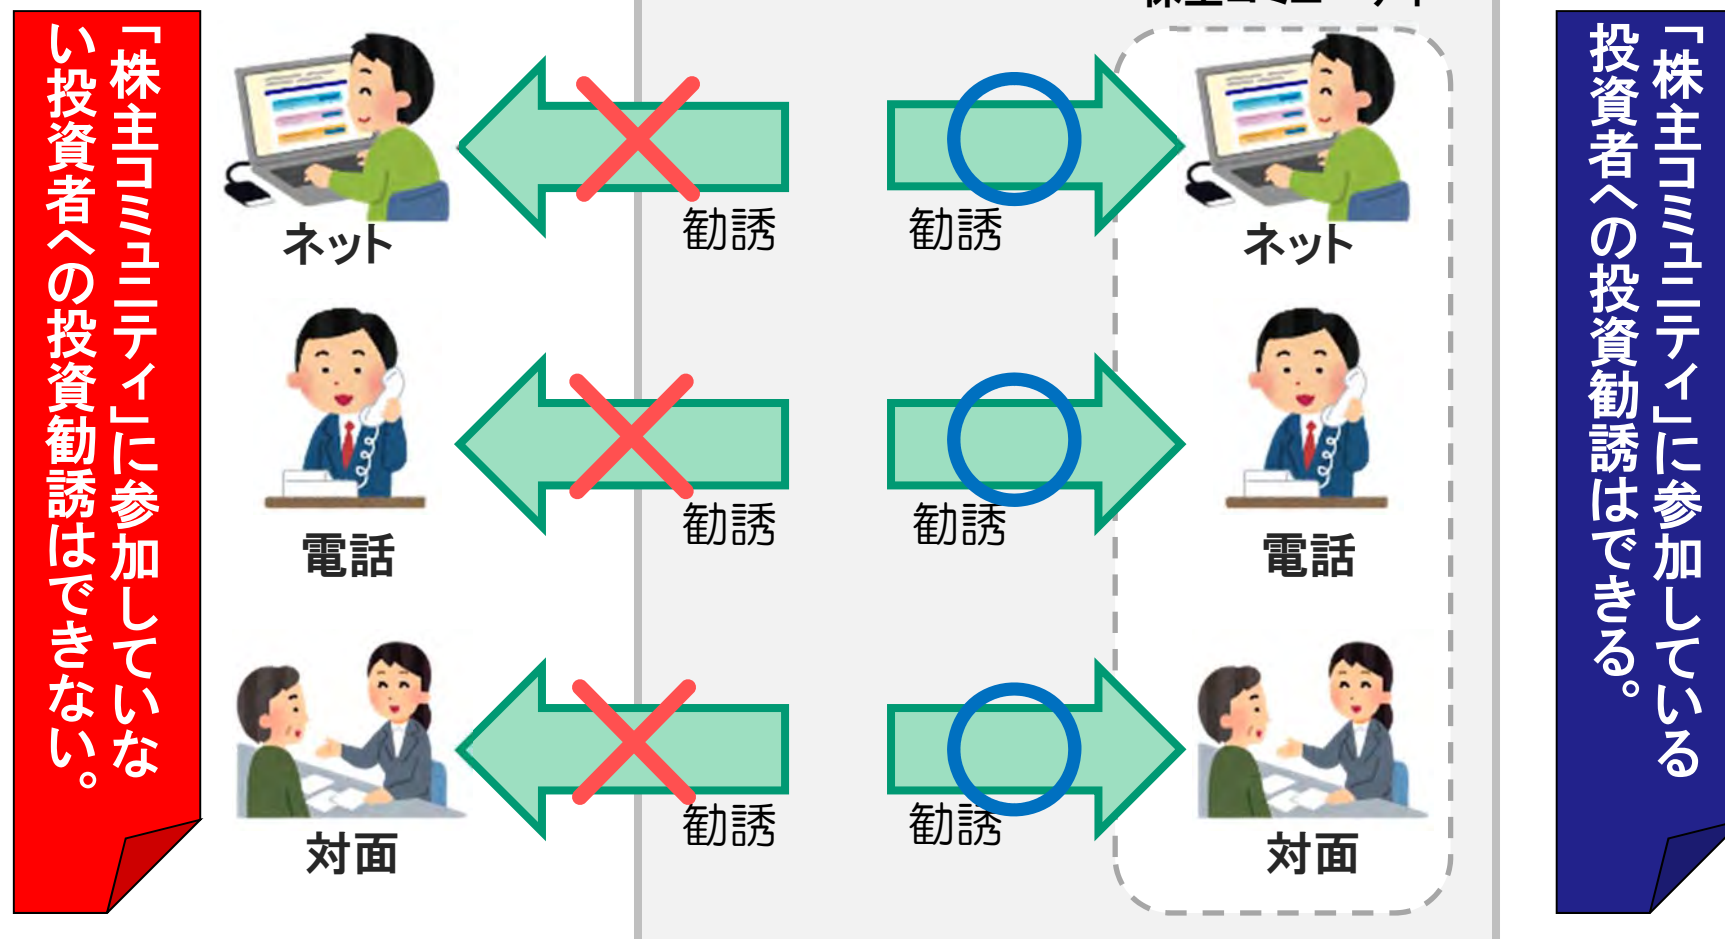 「株主コミュニティ」に参加していな
い投資者への投資勧誘はできない。
ネット
勧誘
勧誘
ネット
電話
勧誘
勧誘
電話
対面
勧誘
勧誘
対面
「株主コミュニティ」に参加している
投資者への投資勧誘はできる。